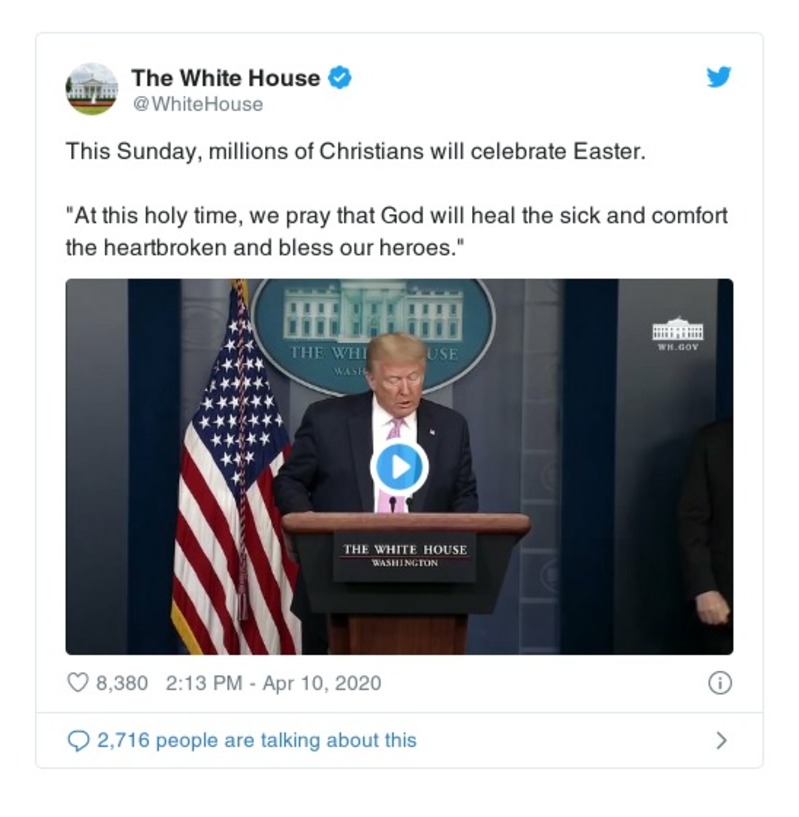 The White House
@WhiteHouse
This Sunday, millions of Christians will celebrate Easter.
"At this holy time, we pray that God will heal the sick and comfort
the heartbroken and bless our heroes."
THE WHI USE
WASH
WH.GOV
THE WHITE HOUSE
WASHINGTON
8,380 2:13 PM - Apr 10, 2020
2,716 people are talking about this